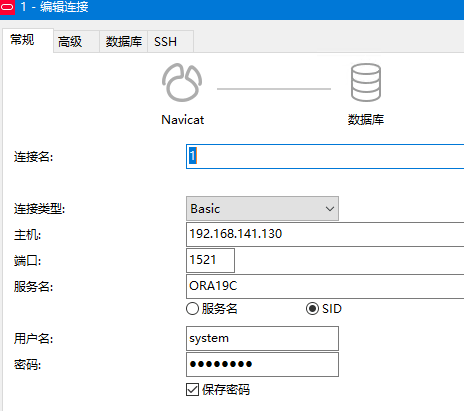 1 - 编辑连接
常规 高级 数据库 SSH
Navicat 数据库
连接名: 1
连接类型: Basic
主机: 192.168.141.130
端口: 1521
服务名: ORA19C
服务名 SID
用户名: system
密码: ●●●●●●●●
保存密码